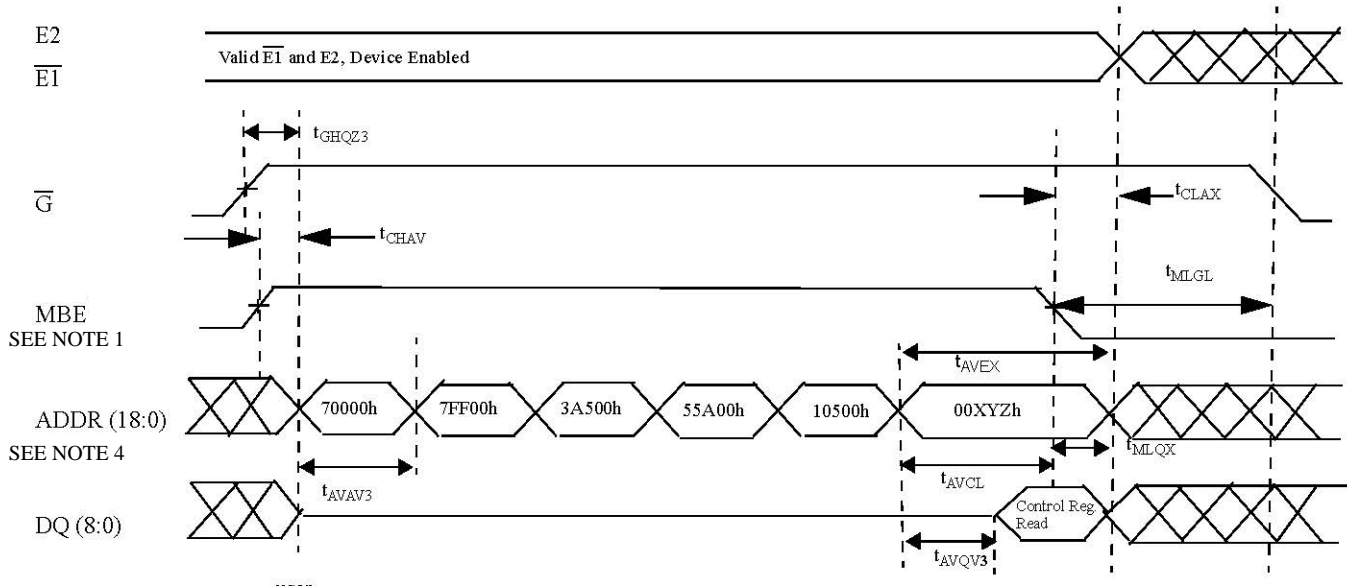 E2
Valid E1 and E2, Device Enabled
E1
tGHQZ3
G
tCLAX
tCHAV
tMLGL
MBE
SEE NOTE 1
tAVEX
ADDR (18:0)
70000h 7FF00h 3A500h 55A00h 10500h 00XYZh
SEE NOTE 4
tMLQX
tAVAV3
tAVCL
DQ (8:0)
Control Reg.
Read
tAVQV3